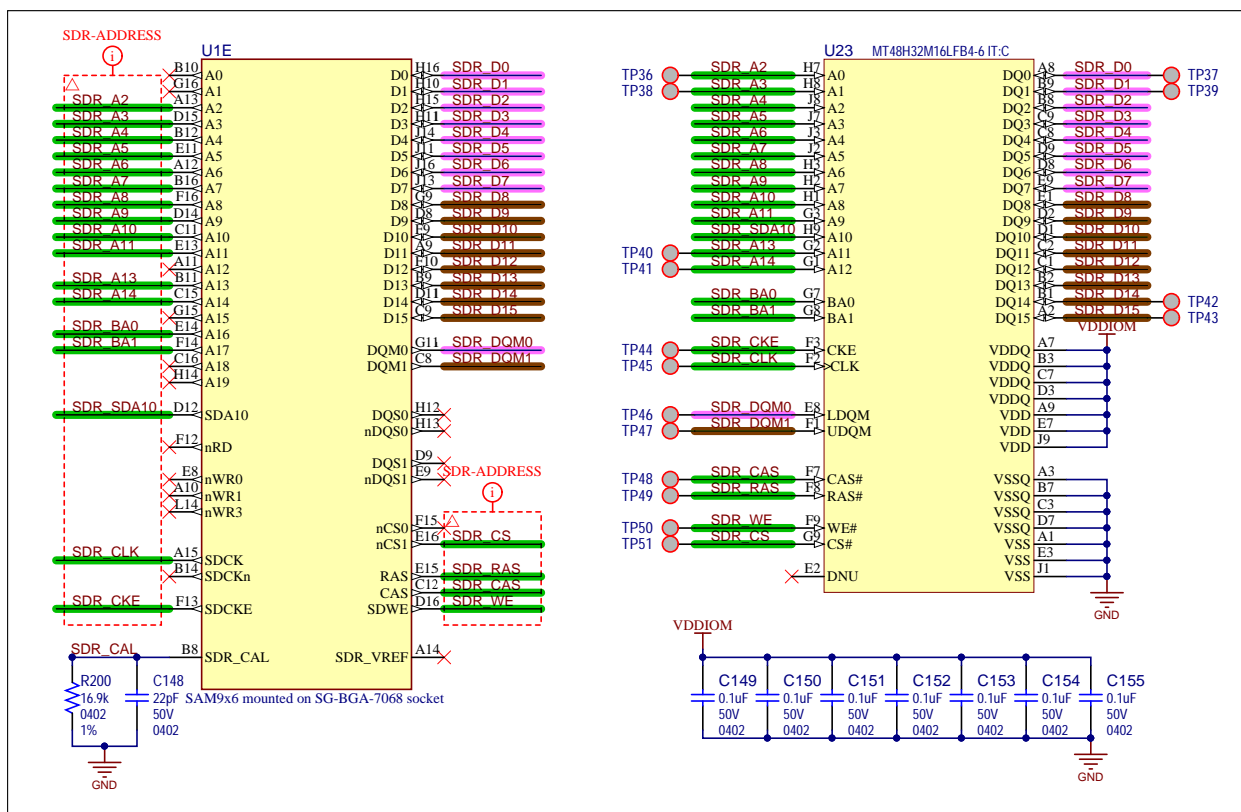 SDR-ADDRESS
i
U1E
B10 A0 D0 H16 SDR_D0
G16 A1 D1 H10 SDR_D1
SDR_A2 A13 A2 D2 H15 SDR_D2
SDR_A3 D15 A3 D3 H11 SDR_D3
SDR_A4 B12 A4 D4 J14 SDR_D4
SDR_A5 E11 A5 D5 J11 SDR_D5
SDR_A6 A12 A6 D6 J16 SDR_D6
SDR_A7 B16 A7 D7 J13 SDR_D7
SDR_A8 F16 A8 D8 G9 SDR_D8
SDR_A9 D14 A9 D9 D8 SDR_D9
SDR_A10 C11 A10 D10 F9 SDR_D10
SDR_A11 E13 A11 D11 A9 SDR_D11
A11 A12 D12 F10 SDR_D12
SDR_A13 B11 A13 D13 B9 SDR_D13
SDR_A14 C15 A14 D14 D11 SDR_D14
G15 A15 D15 C9 SDR_D15
SDR_BA0 E14 A16
SDR_BA1 F14 A17 DQM0 G11 SDR_DQM0
C16 A18 DQM1 C8 SDR_DQM1
H14 A19
SDR_SDA10 D12 SDA10 DQS0 H12
nDQS0 H13
F12 nRD
DQS1 D9
E8 nWR0 nDQS1 E9
SDR-ADDRESS
i
A10 nWR1
L14 nWR3
nCS0 F15
nCS1 E16 SDR_CS
SDR_CLK A15 SDCK
B14 SDCKn RAS E15 SDR_RAS
CAS C12 SDR_CAS
SDR_CKE F13 SDCKE SDWE D16 SDR_WE
SDR_CAL B8 SDR_CAL SDR_VREF A14
SAM9x6 mounted on SG-BGA-7068 socket
R200
16.9k
0402
1%
C148
22pF
50V
0402
GND
U23 MT48H32M16LFB4-6 IT:C
TP36 SDR_A2 H7 A0 DQ0 A8 SDR_D0 TP37
TP38 SDR_A3 H8 A1 DQ1 B9 SDR_D1 TP39
SDR_A4 J8 A2 DQ2 B8 SDR_D2
SDR_A5 J7 A3 DQ3 C9 SDR_D3
SDR_A6 J3 A4 DQ4 C8 SDR_D4
SDR_A7 J2 A5 DQ5 D9 SDR_D5
SDR_A8 H3 A6 DQ6 D8 SDR_D6
SDR_A9 H2 A7 DQ7 E9 SDR_D7
SDR_A10 H1 A8 DQ8 E1 SDR_D8
SDR_A11 G3 A9 DQ9 D2 SDR_D9
SDR_SDA10 H9 A10 DQ10 D1 SDR_D10
TP40 SDR_A13 G2 A11 DQ11 C2 SDR_D11
TP41 SDR_A14 G1 A12 DQ12 C1 SDR_D12
DQ13 B2 SDR_D13
SDR_BA0 G7 BA0 DQ14 B1 SDR_D14 TP42
SDR_BA1 G8 BA1 DQ15 A2 SDR_D15 TP43
VDDIOM
TP44 SDR_CKE F3 CKE VDDQ A7
TP45 SDR_CLK F2 CLK VDDQ B3
VDDQ C7
VDDQ D3
TP46 SDR_DQM0 E8 LDQM VDD A9
TP47 SDR_DQM1 F1 UDQM VDD E7
VDD J9
TP48 SDR_CAS F7 CAS# VSSQ A3
TP49 SDR_RAS F8 RAS# VSSQ B7
VSSQ C3
TP50 SDR_WE F9 WE# VSSQ D7
TP51 SDR_CS G9 CS# VSS A1
VSS E3
E2 DNU VSS J1
GND
VDDIOM
C149 C150 C151 C152 C153 C154 C155
0.1uF 0.1uF 0.1uF 0.1uF 0.1uF 0.1uF 0.1uF
50V 50V 50V 50V 50V 50V 50V
0402 0402 0402 0402 0402 0402 0402
GND